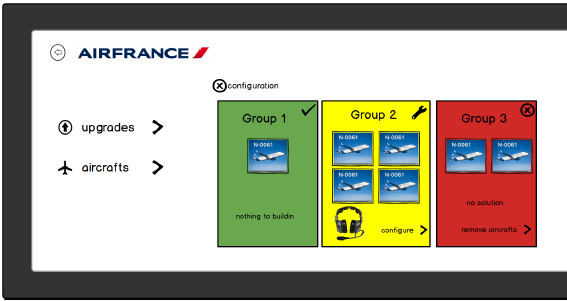 AIRFRANCE
configuration
upgrades
aircrafts
Group 1
N-0061
nothing to buildin
Group 2
N-0061 N-0061
N-0061 N-0061
configure
Group 3
N-0061 N-0061
no solution
remove aircrafts